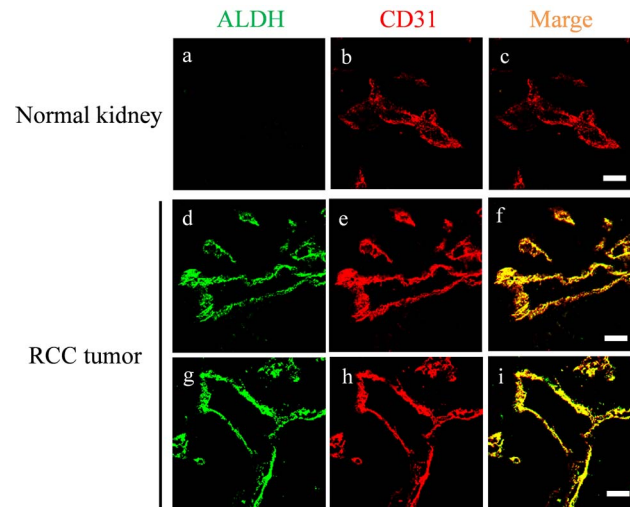 ALDH CD31 Marge
a b c
Normal kidney
d e f
RCC tumor
g h i